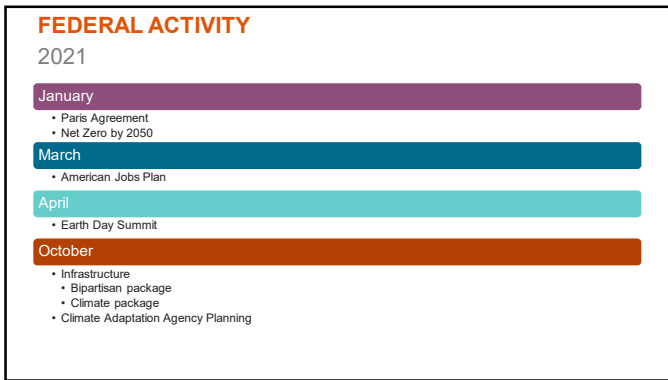 FEDERAL ACTIVITY
2021
January
• Paris Agreement
• Net Zero by 2050
March
• American Jobs Plan
April
• Earth Day Summit
October
• Infrastructure
• Bipartisan package
• Climate package
• Climate Adaptation Agency Planning